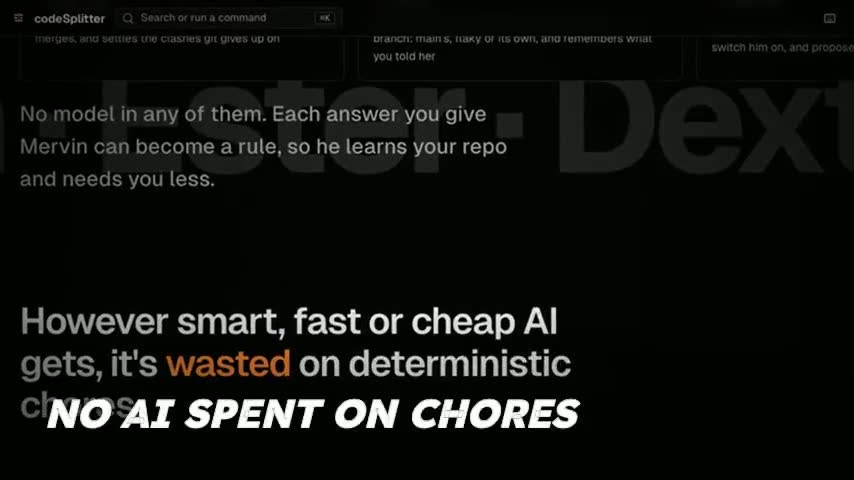 codeSplitter
Search or run a command
⌘K
merges, and settles the clashes git gives up on
branch: main's, flaky or its own, and remembers what
you told her
switch him on, and propose
Ester · Dext
No model in any of them. Each answer you give
Mervin can become a rule, so he learns your repo
and needs you less.
However smart, fast or cheap AI
gets, it's wasted on deterministic
chores.
NO AI SPENT ON CHORES